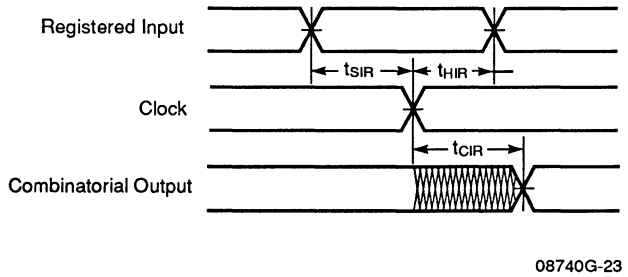 Registered Input
tSIR
tHIR
Clock
tCIR
Combinatorial Output
08740G-23